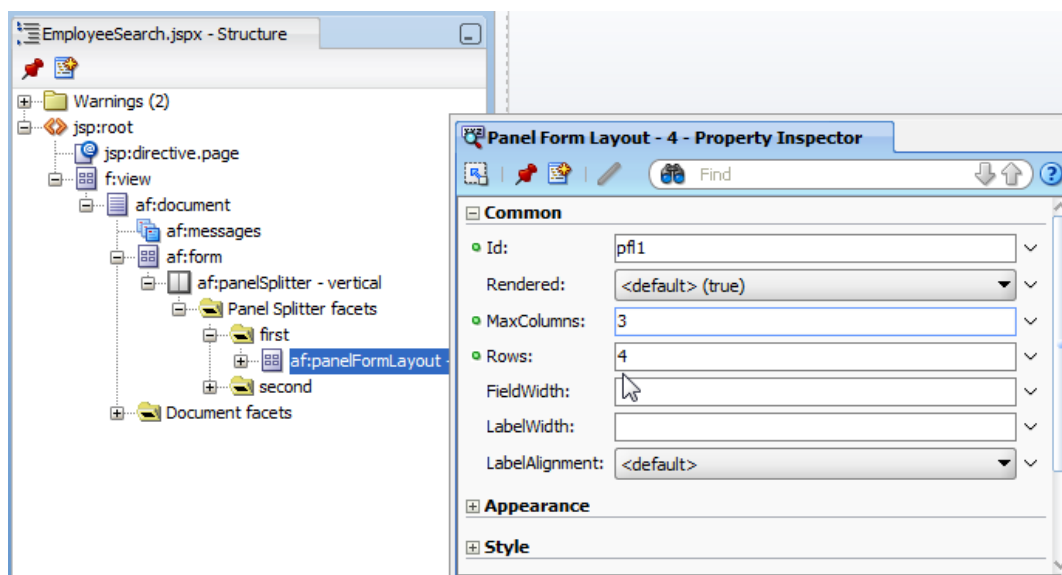 EmployeeSearch.jspx - Structure
Warnings (2)
jsp:root
jsp:directive.page
f:view
af:document
af:messages
af:form
af:panelSplitter - vertical
Panel Splitter facets
first
af:panelFormLayout -
second
Document facets
XYZ
Panel Form Layout - 4 - Property Inspector
Find
?
Common
Id:
pfl1
Rendered:
<default> (true)
MaxColumns:
3
Rows:
4
FieldWidth:
LabelWidth:
LabelAlignment:
<default>
Appearance
Style